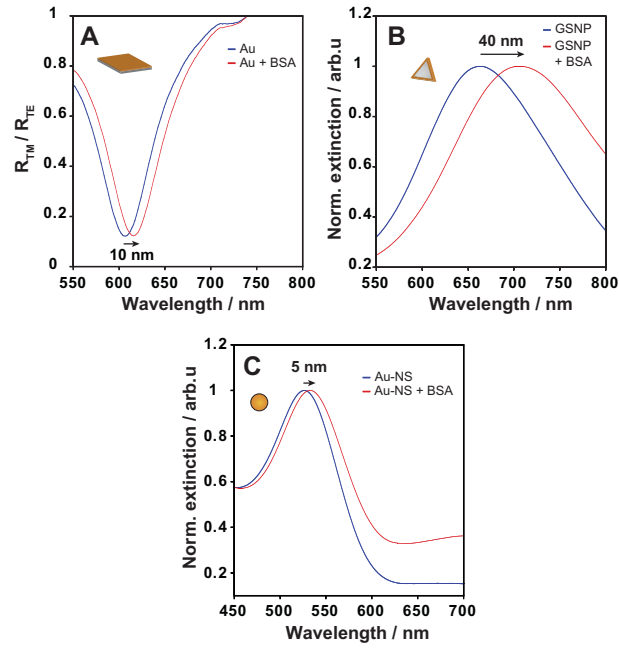 A
Au
Au + BSA
R_TM / R_TE
1
0.8
0.6
0.4
0.2
0
10 nm
550
600
650
700
750
800
Wavelength / nm
B
GSNP
GSNP
+ BSA
40 nm
Norm. extinction / arb.u
1.2
1
0.8
0.6
0.4
0.2
550
600
650
700
750
800
Wavelength / nm
C
5 nm
Au-NS
Au-NS + BSA
Norm. extinction / arb.u
1.2
1
0.8
0.6
0.4
0.2
450
500
550
600
650
700
Wavelength / nm